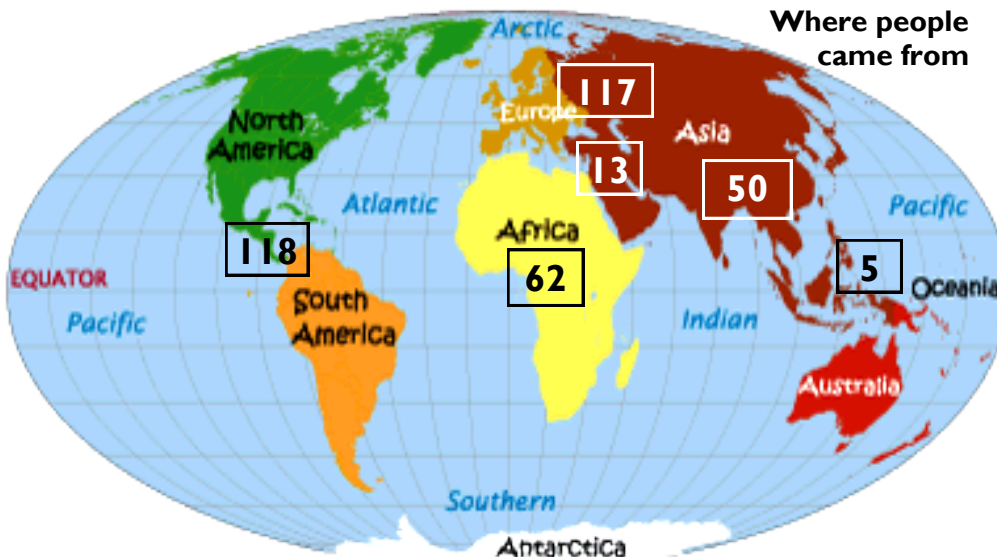 Where people
came from
Arctic
117
Europe
North
America
Asia
13
50
Atlantic
Pacific
118
Africa
5
EQUATOR
62
Oceania
South
America
Pacific
Indian
Australia
Southern
Antarctica